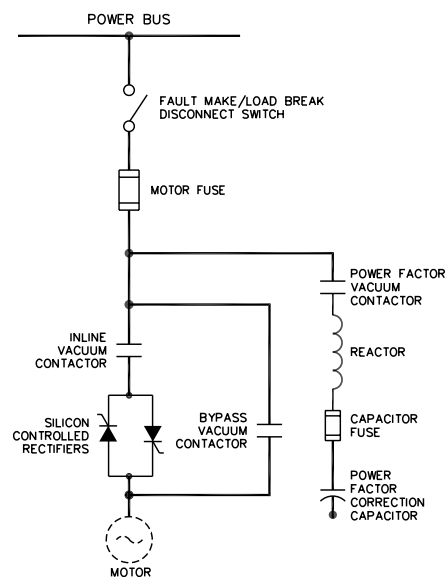 POWER BUS
FAULT MAKE/LOAD BREAK
DISCONNECT SWITCH
MOTOR FUSE
POWER FACTOR
VACUUM
CONTACTOR
INLINE
VACUUM
CONTACTOR
REACTOR
SILICON
CONTROLLED
RECTIFIERS
BYPASS
VACUUM
CONTACTOR
CAPACITOR
FUSE
POWER
FACTOR
CORRECTION
CAPACITOR
MOTOR